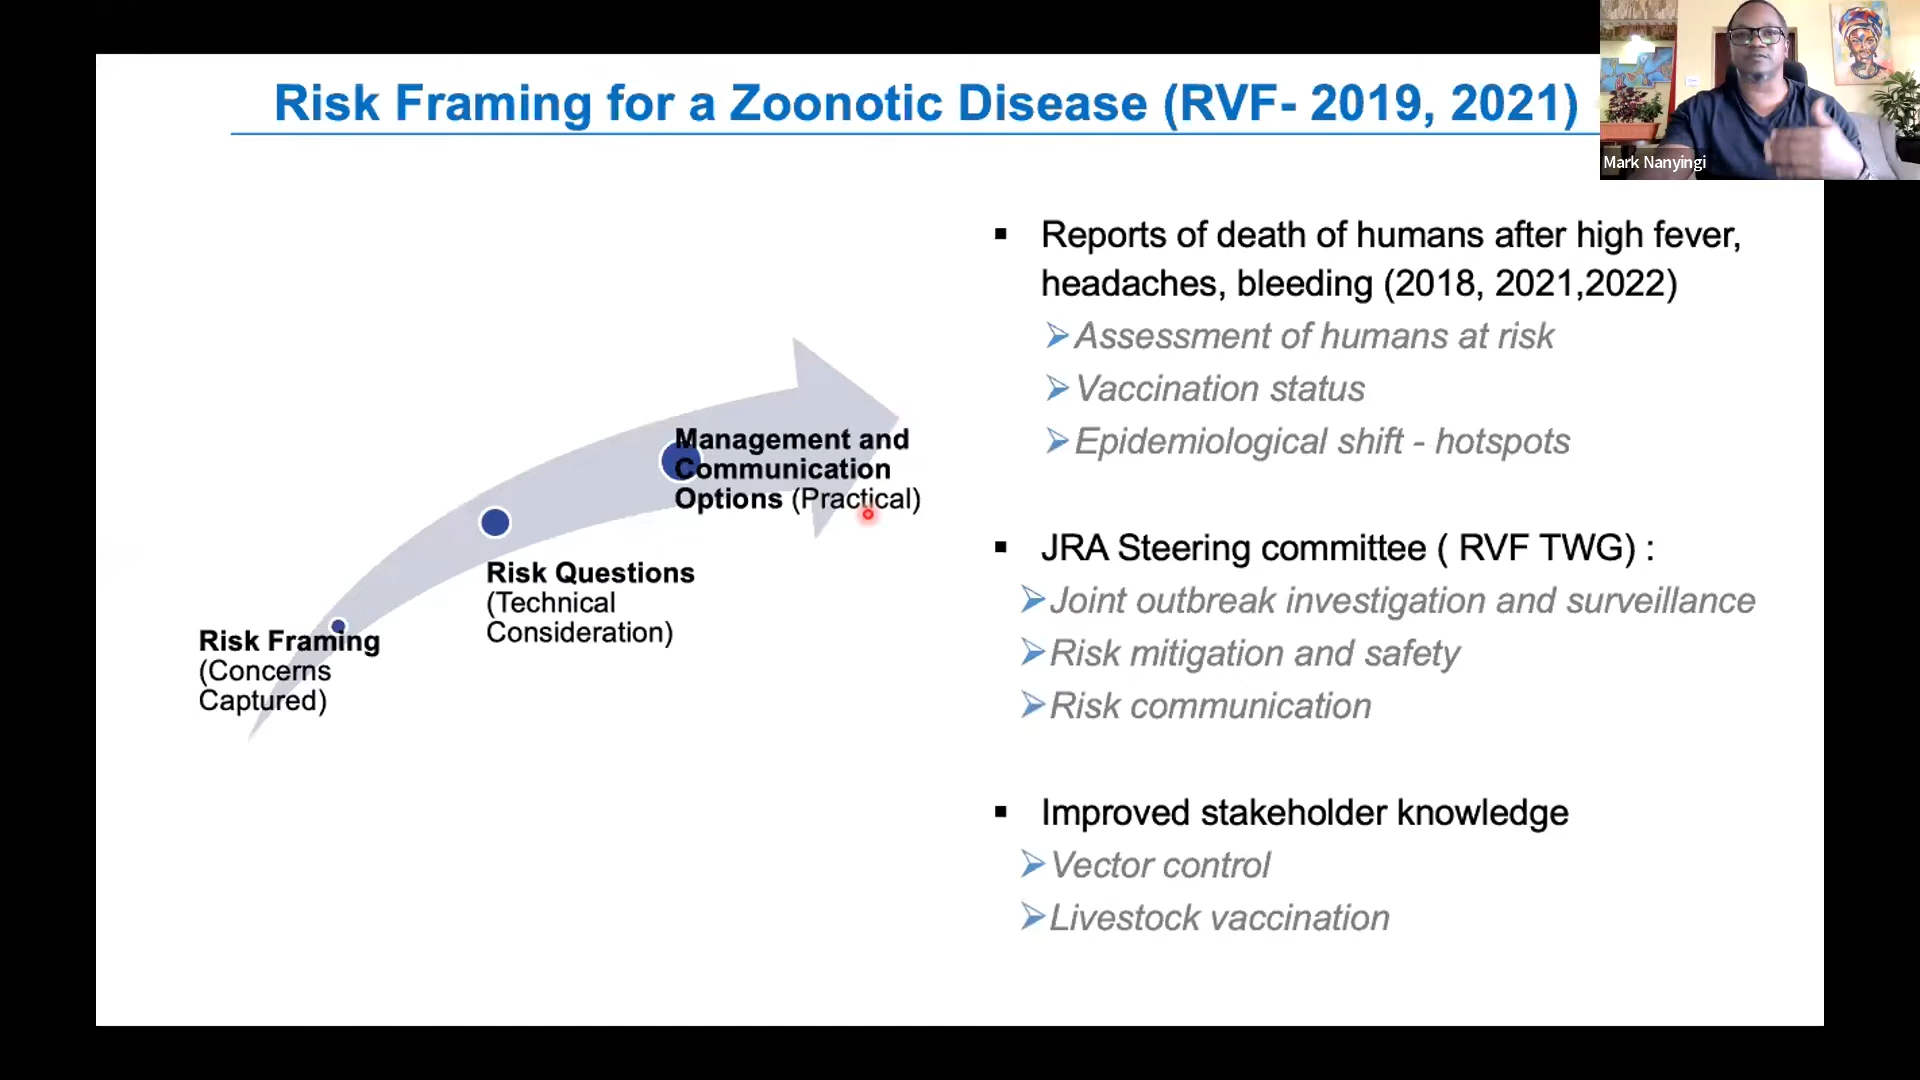 Risk Framing for a Zoonotic Disease (RVF- 2019, 2021)
Mark Nanyingi
Management and
Communication
Options (Practical)
Risk Questions
(Technical
Consideration)
Risk Framing
(Concerns
Captured)
▪ Reports of death of humans after high fever,
headaches, bleeding (2018, 2021,2022)
➢Assessment of humans at risk
➢Vaccination status
➢Epidemiological shift - hotspots
▪ JRA Steering committee ( RVF TWG) :
➢Joint outbreak investigation and surveillance
➢Risk mitigation and safety
➢Risk communication
▪ Improved stakeholder knowledge
➢Vector control
➢Livestock vaccination